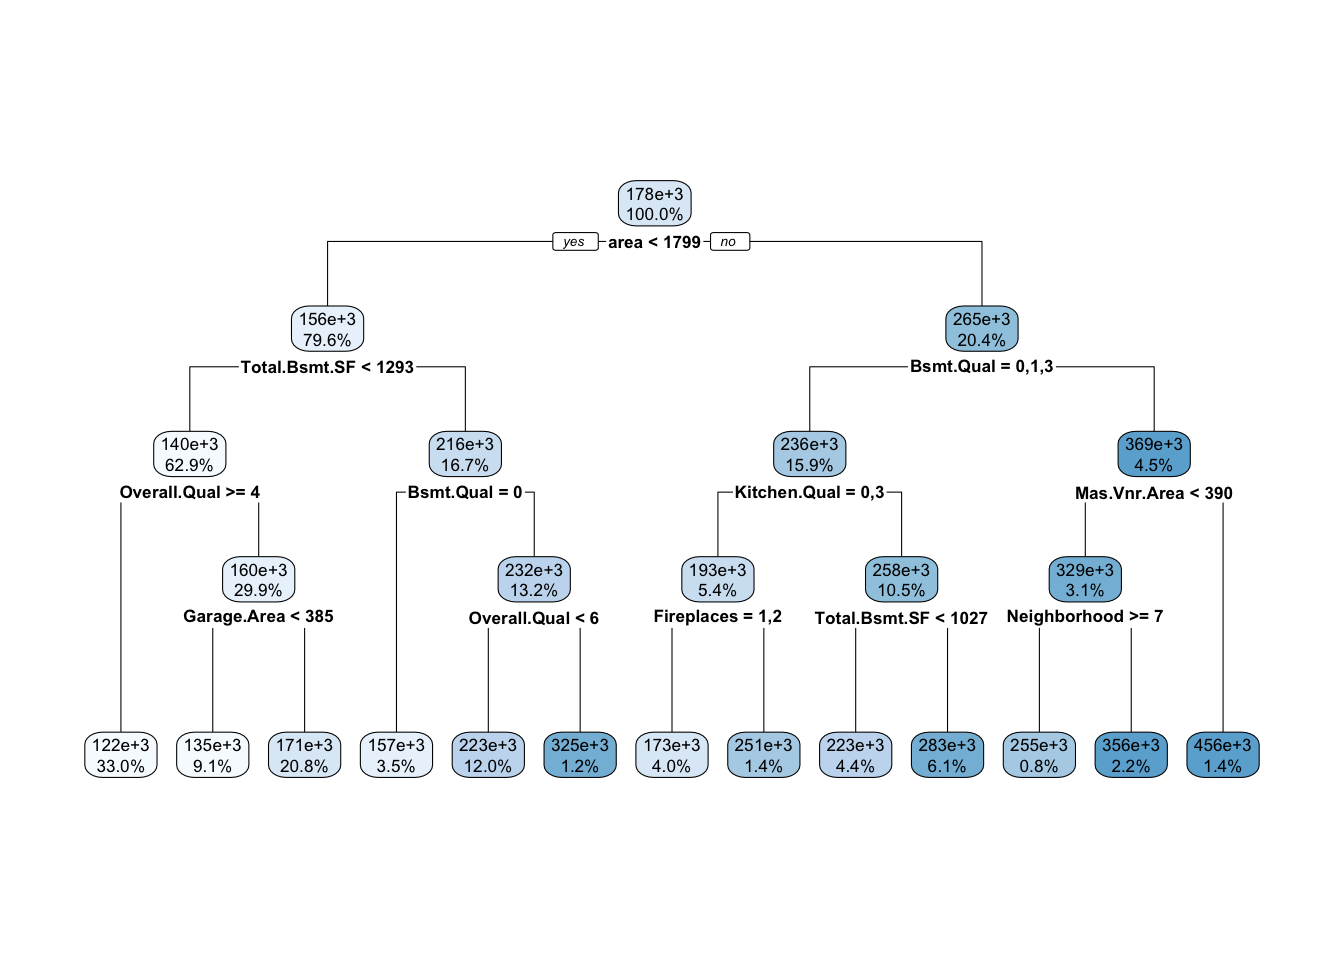 178e+3
100.0%
yes
area < 1799
no
156e+3
79.6%
265e+3
20.4%
Total.Bsmt.SF < 1293
Bsmt.Qual = 0,1,3
140e+3
62.9%
216e+3
16.7%
236e+3
15.9%
369e+3
4.5%
Overall.Qual >= 4
Bsmt.Qual = 0
Kitchen.Qual = 0,3
Mas.Vnr.Area < 390
160e+3
29.9%
232e+3
13.2%
193e+3
5.4%
258e+3
10.5%
329e+3
3.1%
Garage.Area < 385
Overall.Qual < 6
Fireplaces = 1,2
Total.Bsmt.SF < 1027
Neighborhood >= 7
122e+3
33.0%
135e+3
9.1%
171e+3
20.8%
157e+3
3.5%
223e+3
12.0%
325e+3
1.2%
173e+3
4.0%
251e+3
1.4%
223e+3
4.4%
283e+3
6.1%
255e+3
0.8%
356e+3
2.2%
456e+3
1.4%